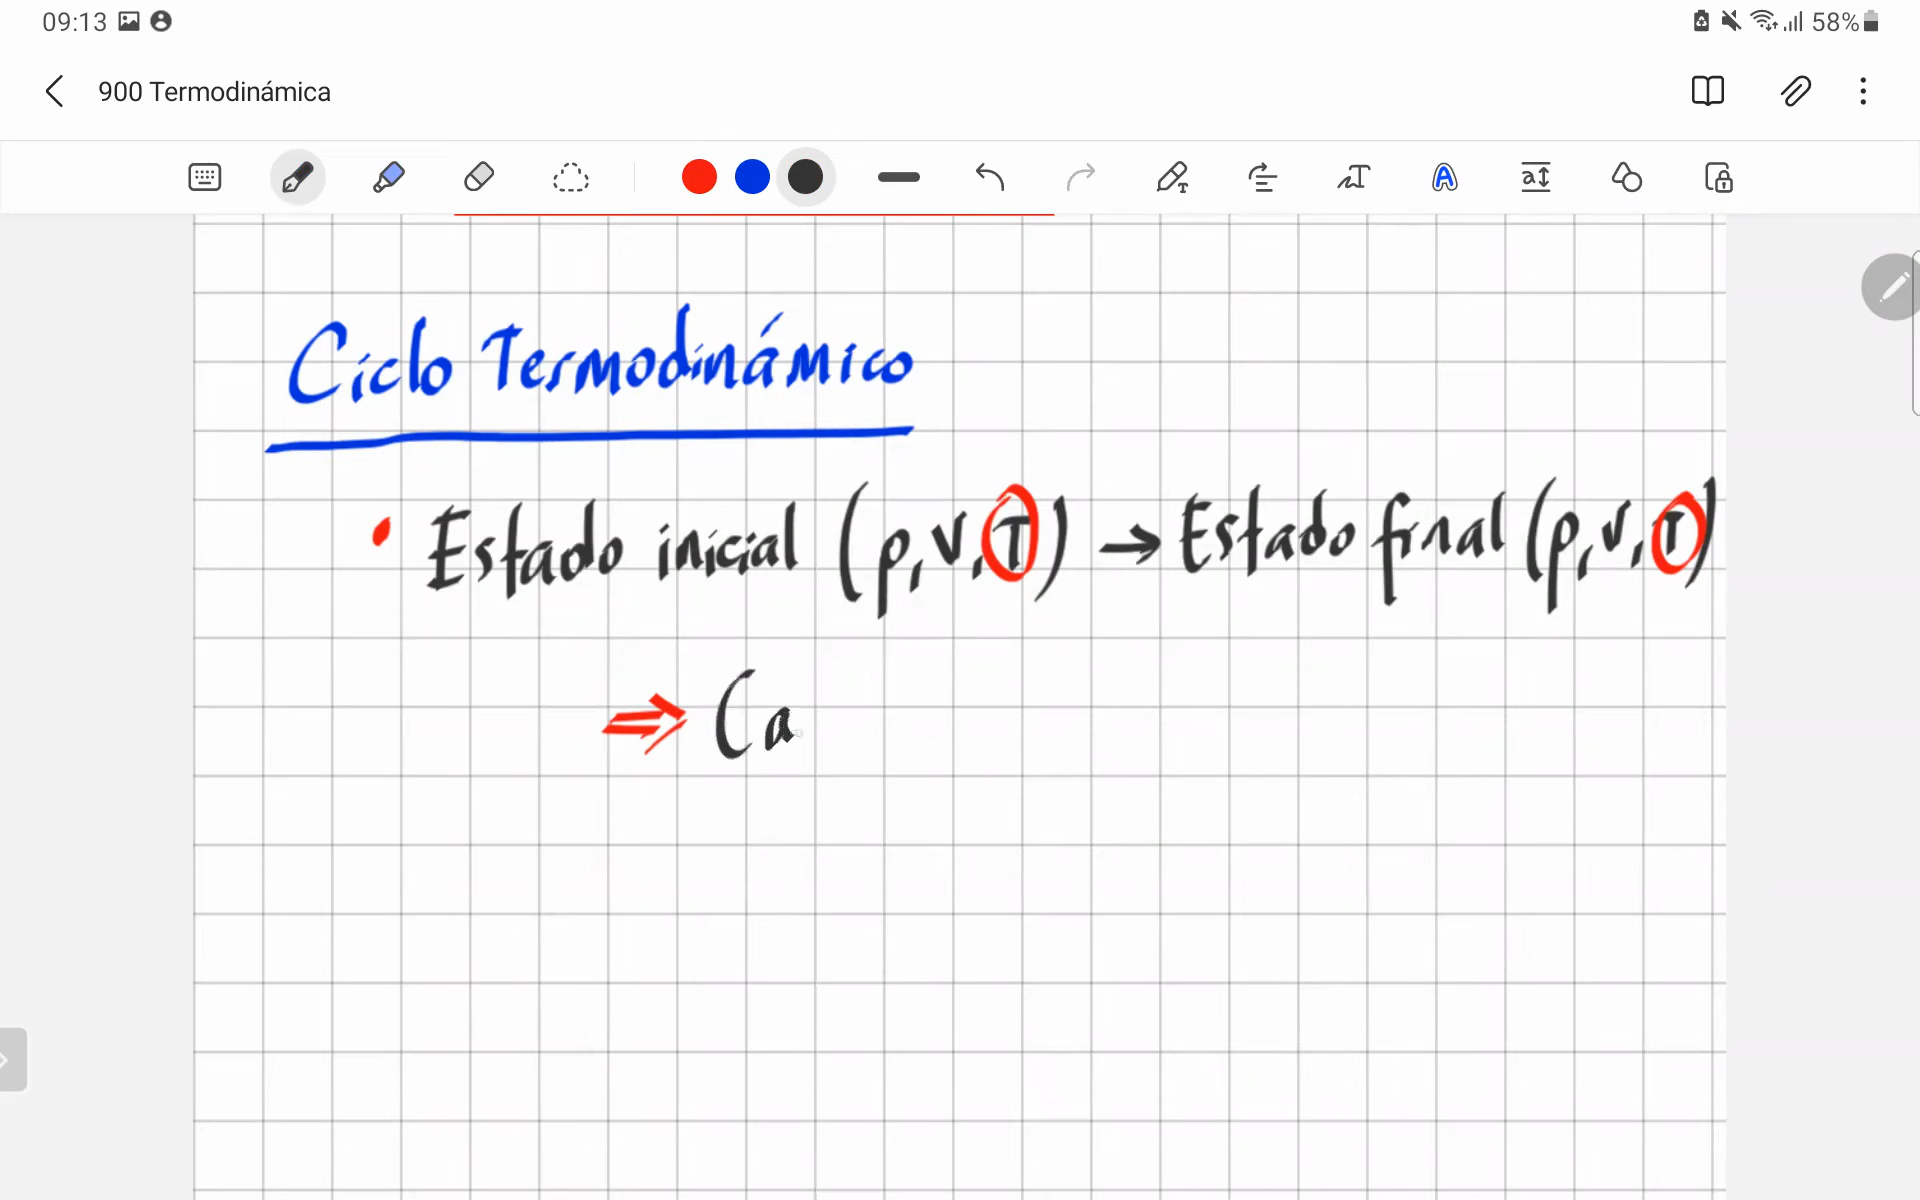 09:13
58%
900 Termodinámica
Ciclo Termodinámico
• Estado inicial (p, V, T) → Estado final (p, V, T)
⇒ Ca